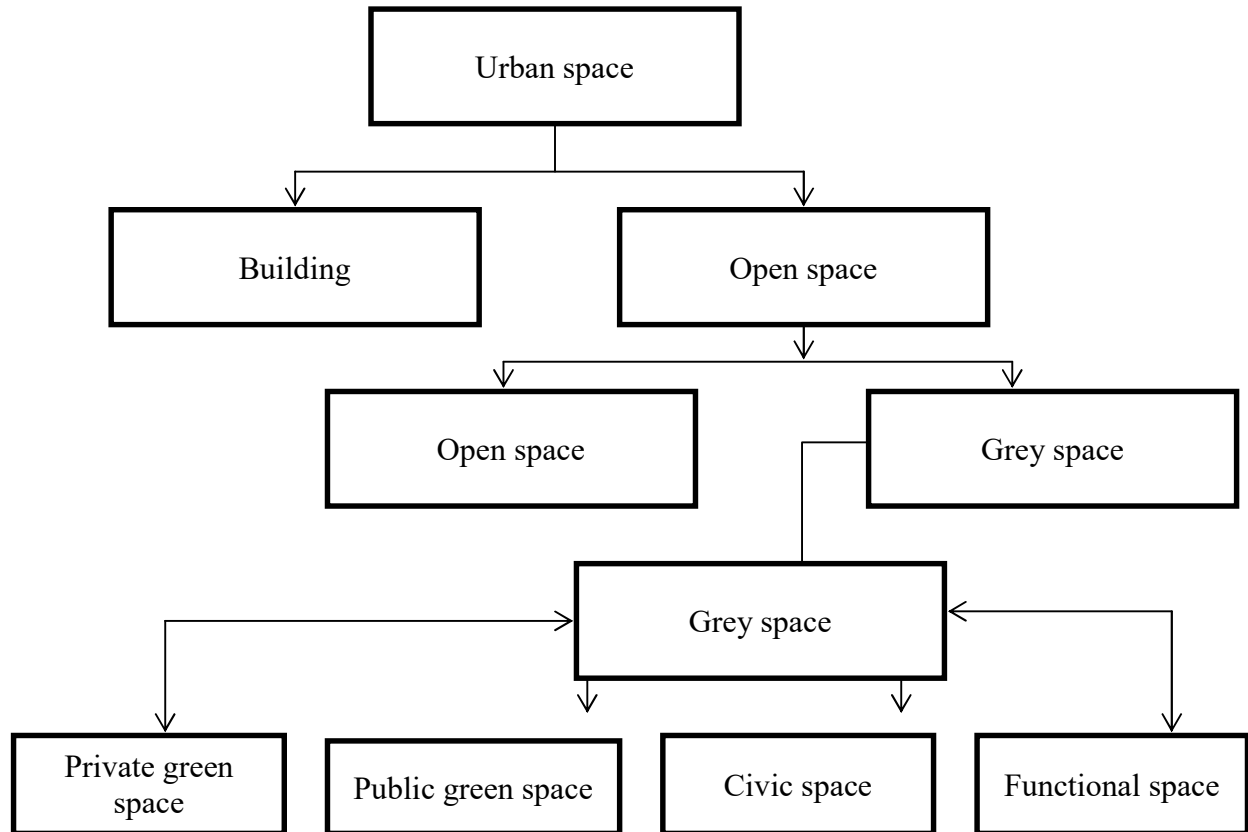 Urban space
Building
Open space
Open space
Grey space
Grey space
Private green
space
Public green space
Civic space
Functional space